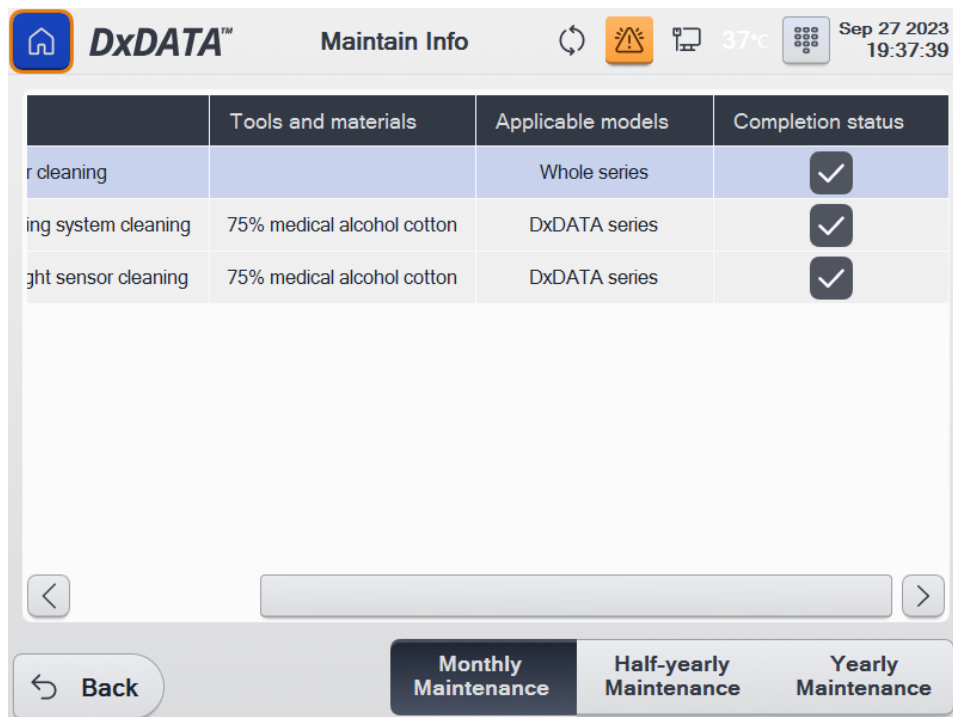 DxDATA™ Maintain Info 37°C Sep 27 2023
19:37:39
Tools and materials Applicable models Completion status
r cleaning Whole series
ing system cleaning 75% medical alcohol cotton DxDATA series
ght sensor cleaning 75% medical alcohol cotton DxDATA series
Back
Monthly
Maintenance
Half-yearly
Maintenance
Yearly
Maintenance